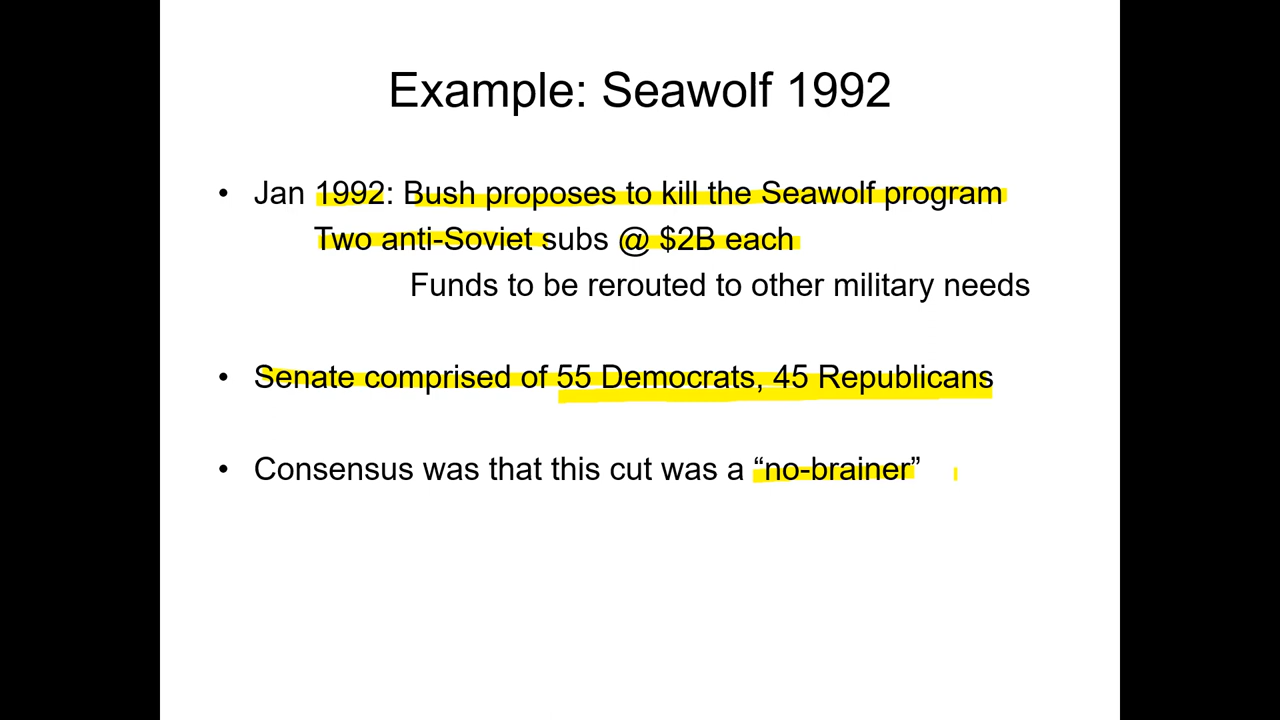 Example: Seawolf 1992
• Jan 1992: Bush proposes to kill the Seawolf program
Two anti-Soviet subs @ $2B each
Funds to be rerouted to other military needs
• Senate comprised of 55 Democrats, 45 Republicans
• Consensus was that this cut was a “no-brainer”